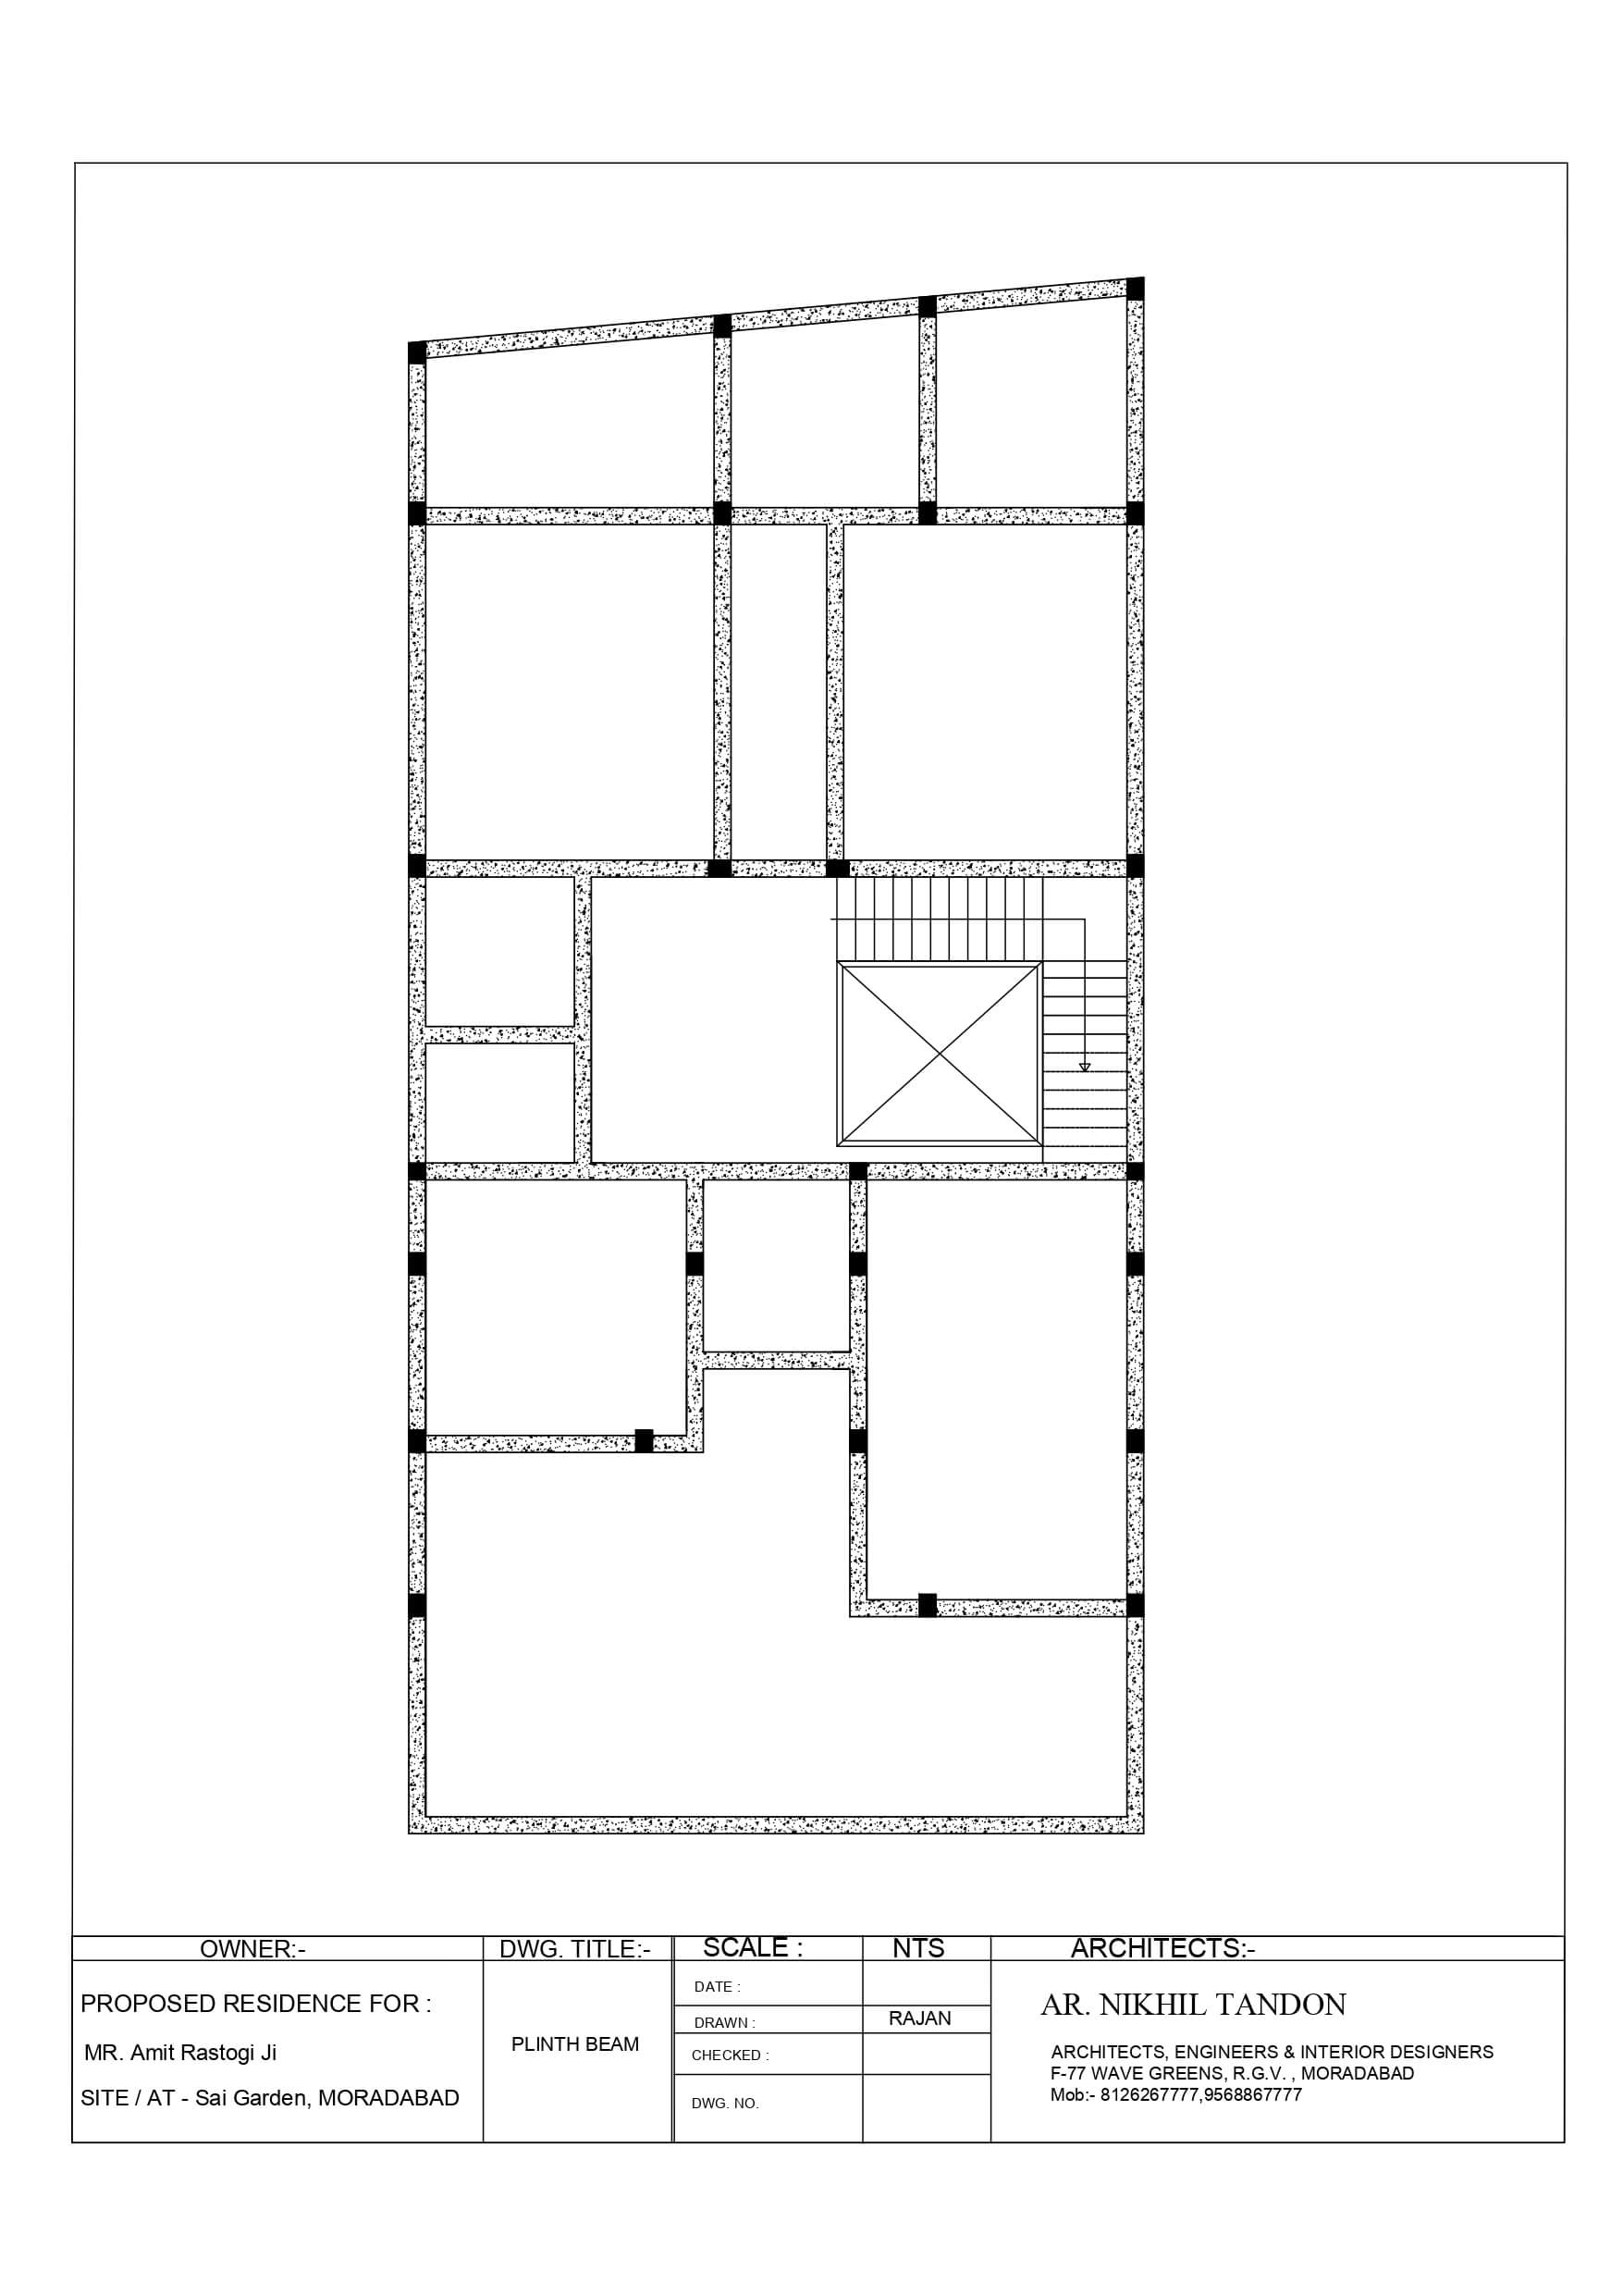 OWNER:-
PROPOSED RESIDENCE FOR :
MR. Amit Rastogi Ji
SITE / AT - Sai Garden, MORADABAD
DWG. TITLE:-
PLINTH BEAM
SCALE : NTS
DATE :
DRAWN : RAJAN
CHECKED :
DWG. NO.
ARCHITECTS:-
AR. NIKHIL TANDON
ARCHITECTS, ENGINEERS & INTERIOR DESIGNERS
F-77 WAVE GREENS, R.G.V. , MORADABAD
Mob:- 8126267777,9568867777